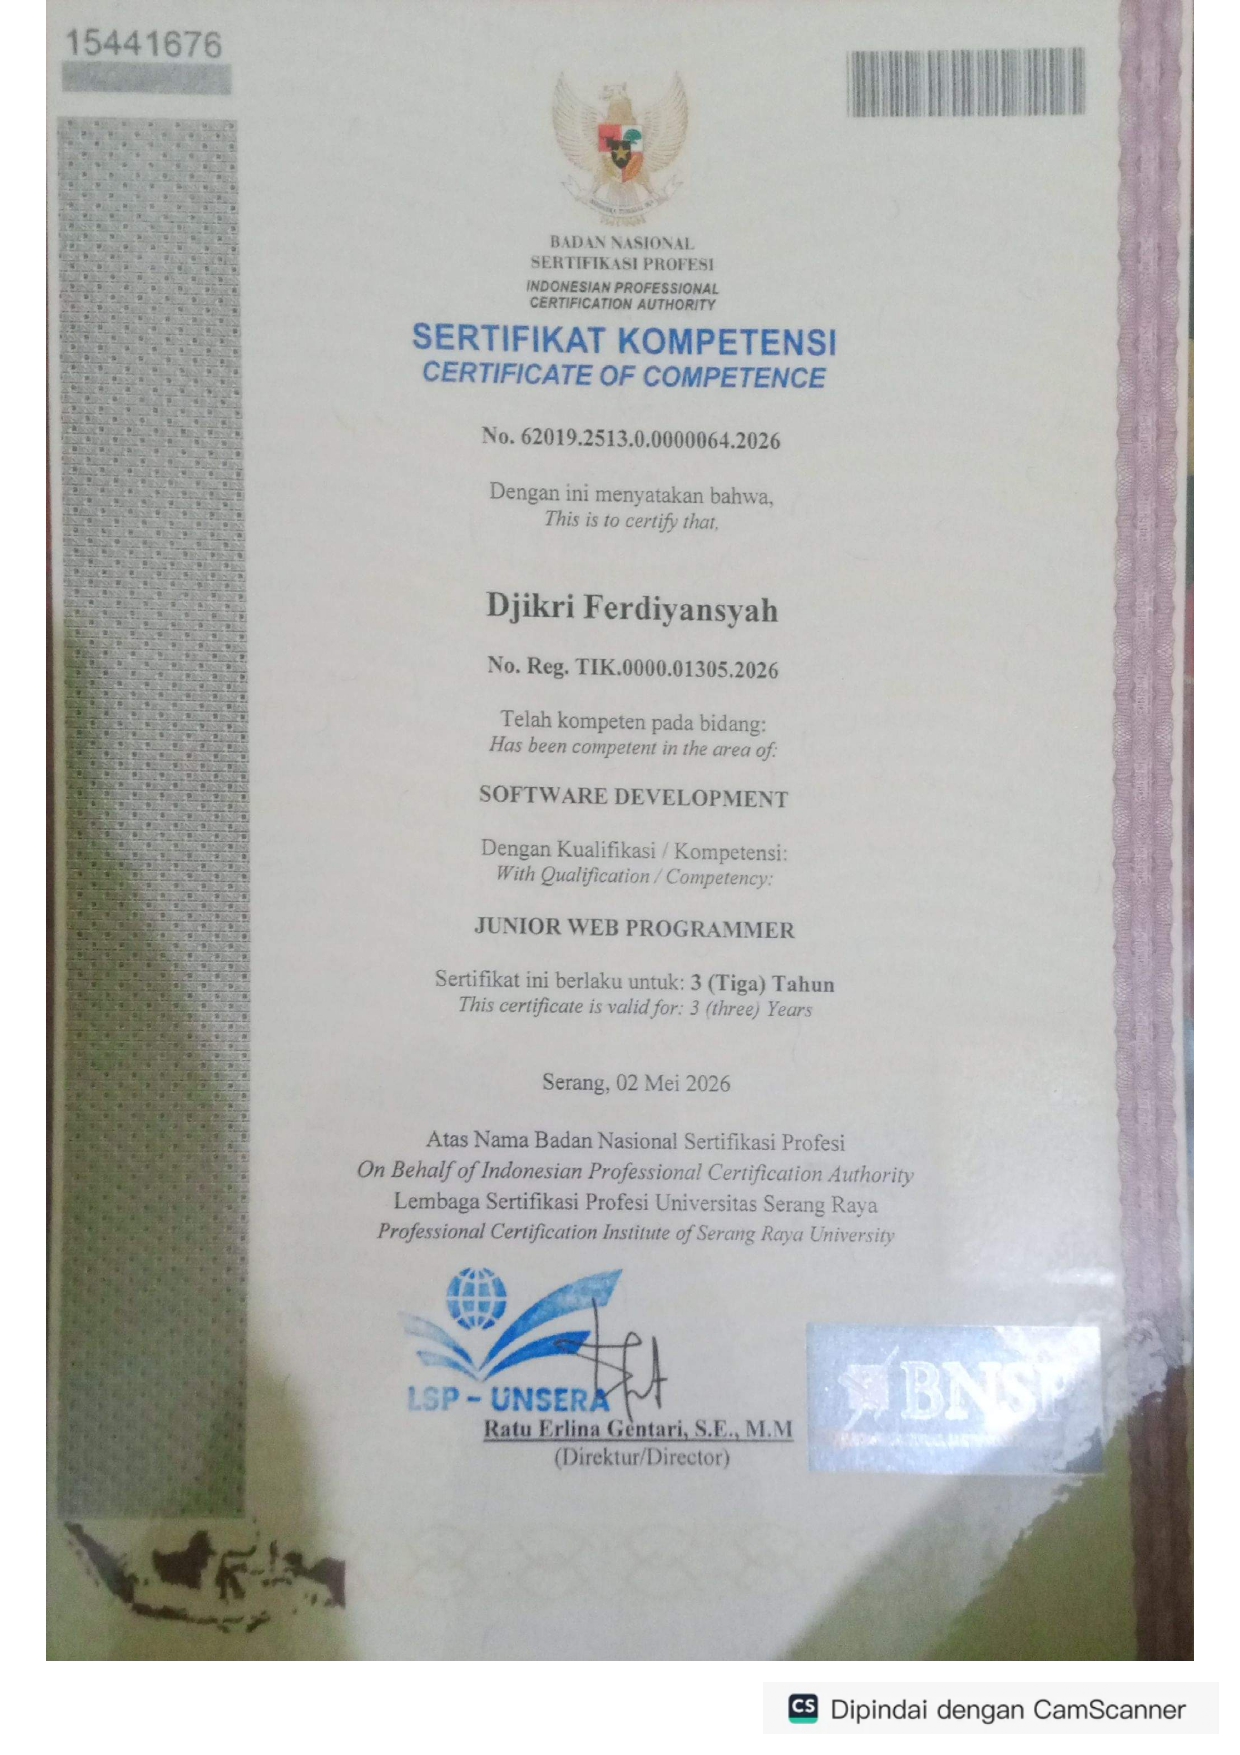 15441676
BADAN NASIONAL
SERTIFIKASI PROFESI
INDONESIAN PROFESSIONAL
CERTIFICATION AUTHORITY
SERTIFIKAT KOMPETENSI
CERTIFICATE OF COMPETENCE
No. 62019.2513.0.0000064.2026
Dengan ini menyatakan bahwa,
This is to certify that,
Djikri Ferdiyansyah
No. Reg. TIK.0000.01305.2026
Telah kompeten pada bidang:
Has been competent in the area of:
SOFTWARE DEVELOPMENT
Dengan Kualifikasi / Kompetensi:
With Qualification / Competency:
JUNIOR WEB PROGRAMMER
Sertifikat ini berlaku untuk: 3 (Tiga) Tahun
This certificate is valid for: 3 (three) Years
Serang, 02 Mei 2026
Atas Nama Badan Nasional Sertifikasi Profesi
On Behalf of Indonesian Professional Certification Authority
Lembaga Sertifikasi Profesi Universitas Serang Raya
Professional Certification Institute of Serang Raya University
LSP - UNSERA
BNSP
Ratu Erlina Gentari, S.E., M.M
(Direktur/Director)
CS Dipindai dengan CamScanner